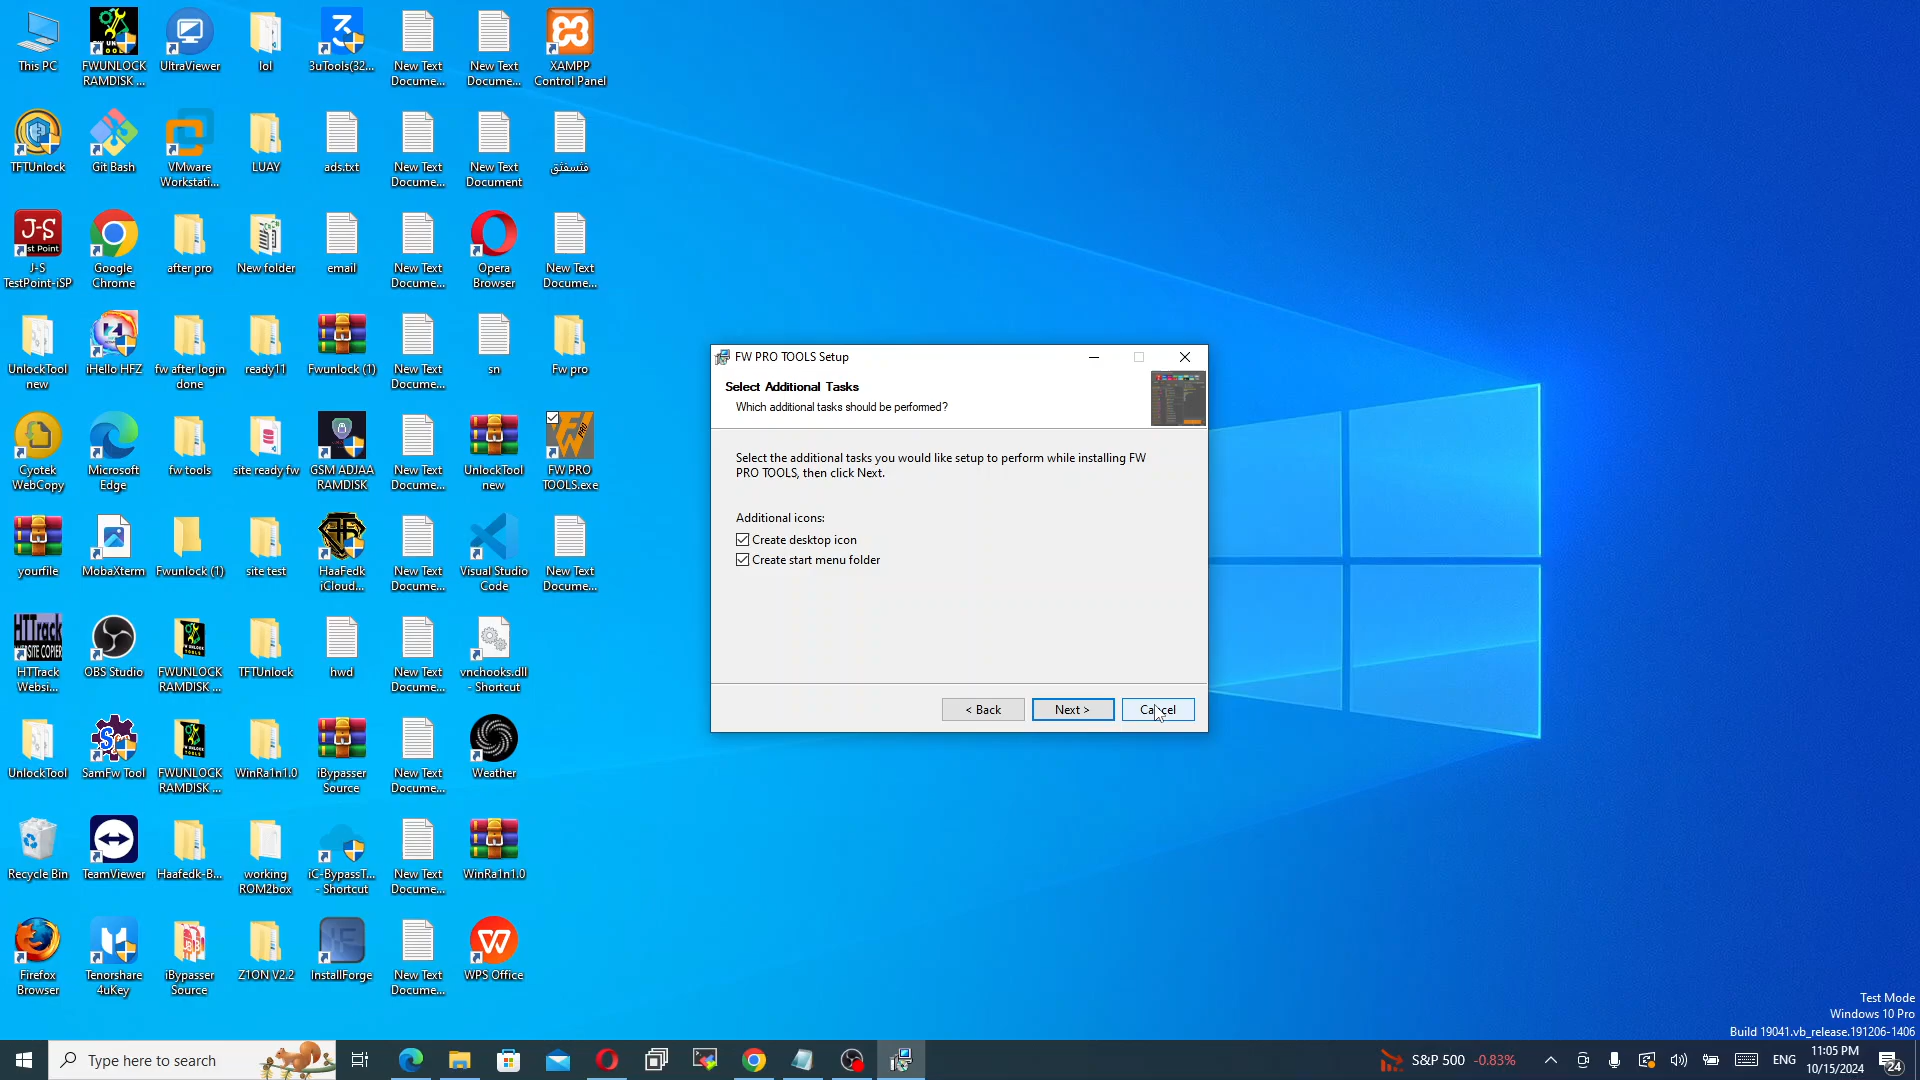 This PC
FWUNLOCK
RAMDISK ...
UltraViewer
lol
3uTools(32...
New Text
Docume...
New Text
Docume...
XAMPP
Control Panel
TFTUnlock
Git Bash
VMware
Workstati...
LUAY
ads.txt
New Text
Docume...
New Text
Document
فتسفثق
J-S
st Point
J-S
TestPoint-iSP
Google
Chrome
after pro
New folder
email
New Text
Docume...
Opera
Browser
New Text
Docume...
UnlockTool
new
iHello HFZ
fw after login
done
ready11
Fwunlock (1)
New Text
Docume...
sn
Fw pro
Cyotek
WebCopy
Microsoft
Edge
fw tools
site ready fw
GSM ADJAA
RAMDISK
New Text
Docume...
UnlockTool
new
FW PRO
TOOLS.exe
yourfile
MobaXterm
Fwunlock (1)
site test
HaaFedk
iCloud...
New Text
Docume...
Visual Studio
Code
New Text
Docume...
HTTrack
WEBSITE COPIER
HTTrack
Websi...
OBS Studio
FWUNLOCK
RAMDISK ...
TFTUnlock
hwd
New Text
Docume...
vnchooks.dll
- Shortcut
UnlockTool
SamFw Tool
FWUNLOCK
RAMDISK ...
WinRa1n1.0
iBypasser
Source
New Text
Docume...
Weather
Recycle Bin
TeamViewer
Haafedk-B...
working
ROM2box
iC-BypassT...
- Shortcut
New Text
Docume...
WinRa1n1.0
Firefox
Browser
Tenorshare
4uKey
iBypasser
Source
Z1ON V2.2
InstallForge
New Text
Docume...
WPS Office
FW PRO TOOLS Setup
Select Additional Tasks
Which additional tasks should be performed?
Select the additional tasks you would like setup to perform while installing FW
PRO TOOLS, then click Next.
Additional icons:
Create desktop icon
Create start menu folder
< Back
Next >
Cancel
Test Mode
Windows 10 Pro
Build 19041.vb_release.191206-1406
Type here to search
S&P 500 -0.83%
ENG
11:05 PM
10/15/2024
24